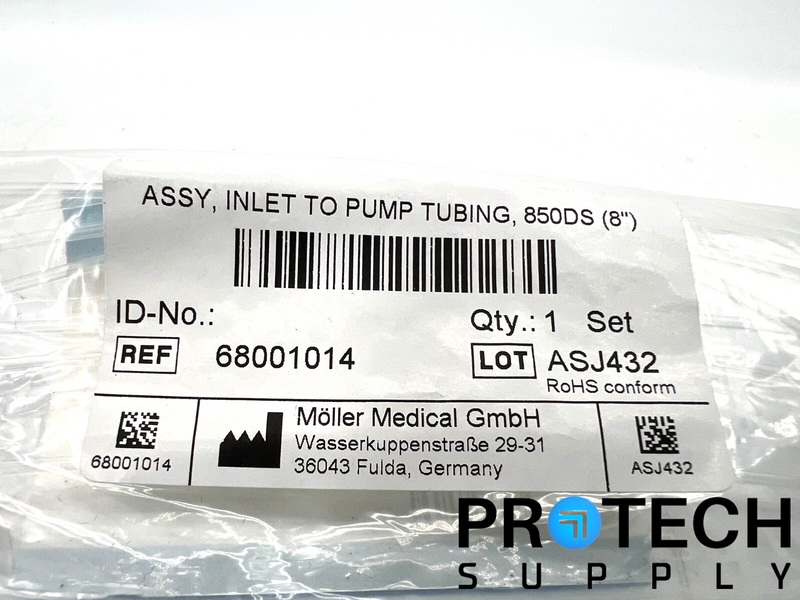 ASSY, INLET TO PUMP TUBING, 850DS (8")
ID-No.:
Qty.: 1 Set
REF 68001014
LOT ASJ432
RoHS conform
68001014
Möller Medical GmbH
Wasserkuppenstraße 29-31
36043 Fulda, Germany
ASJ432
PROTECH
SUPPLY